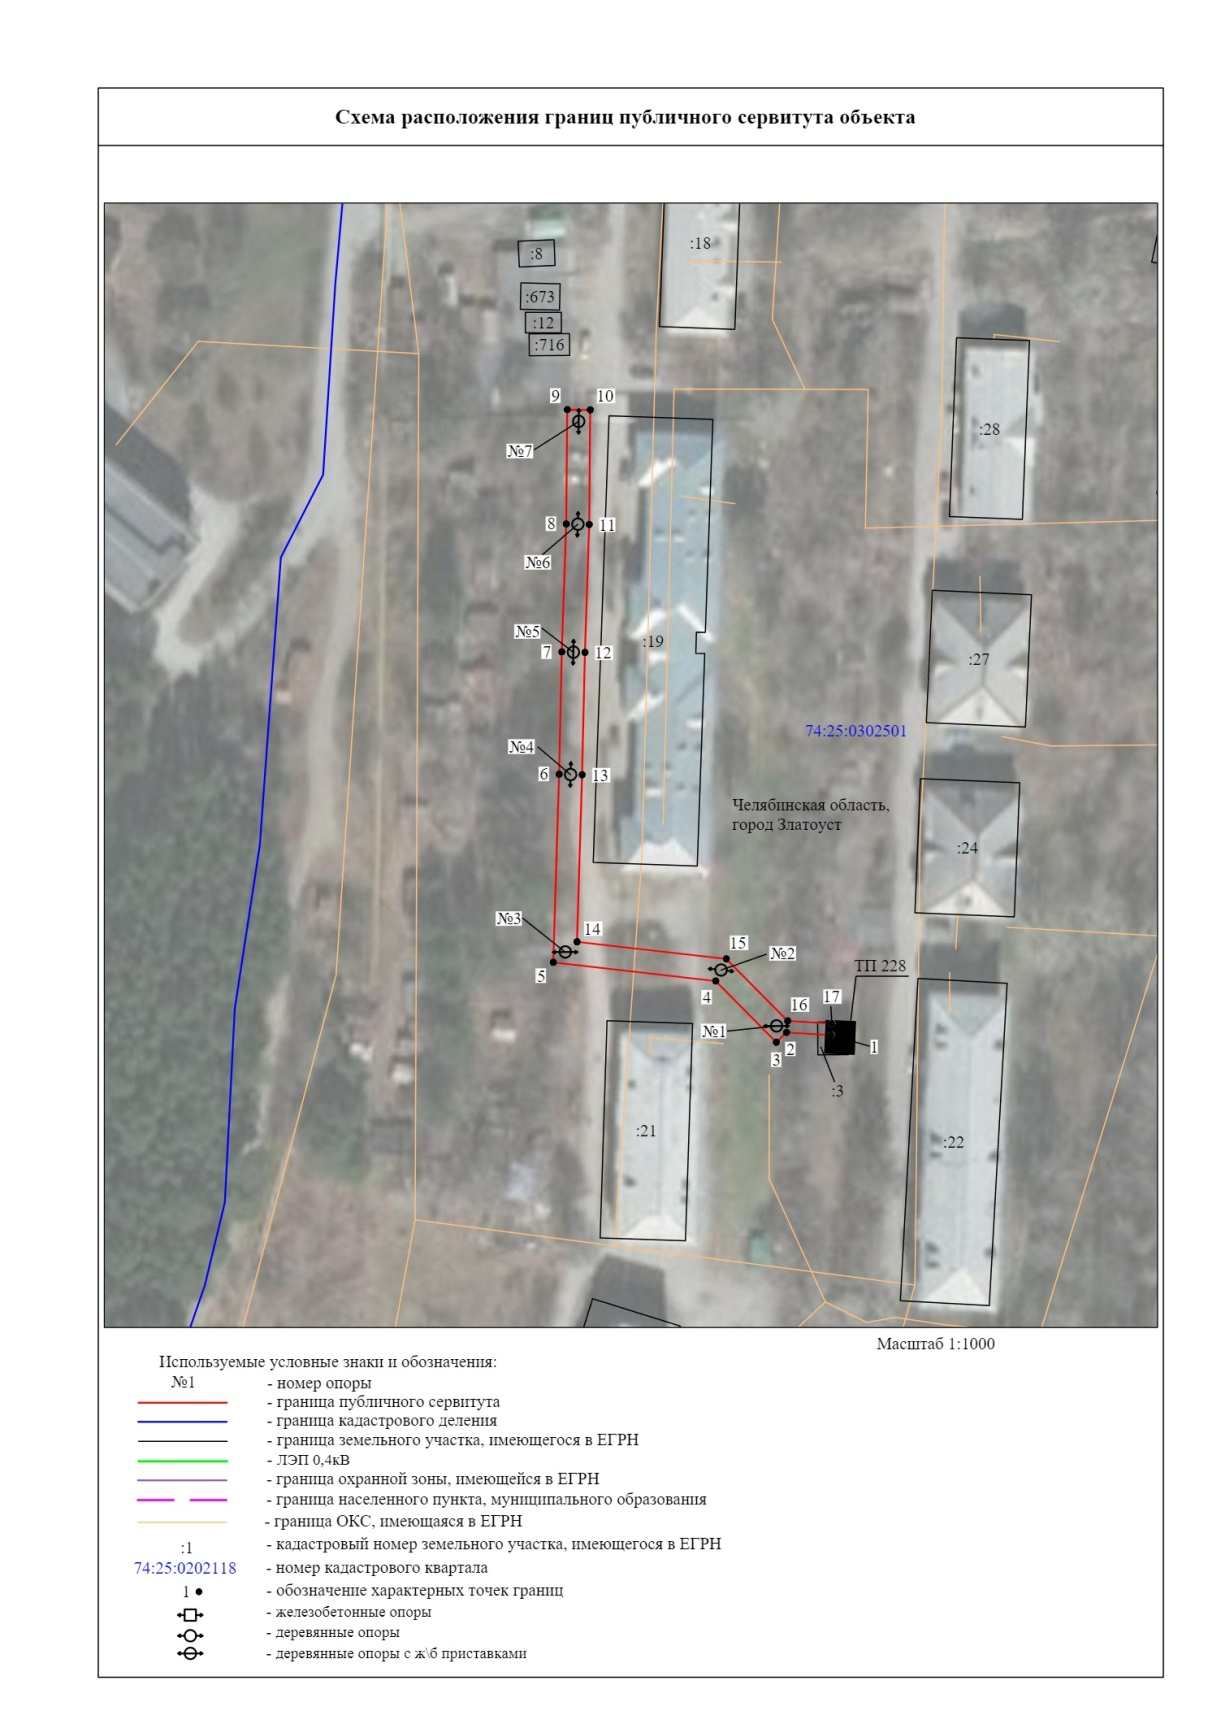 Схема расположения границ публичного сервитута объекта
:8
:18
:673
:12
:716
9
10
:28
№7
8
11
№6
№5
7
12
:19
:27
74:25:0302501
№4
6
13
Челябинская область,
город Златоуст
:24
№3
14
15
№2
5
ТП 228
4
16
17
№1
2
1
3
:3
:21
:22
Масштаб 1:1000
Используемые условные знаки и обозначения:
№1 - номер опоры
- граница публичного сервитута
- граница кадастрового деления
- граница земельного участка, имеющегося в ЕГРН
- ЛЭП 0,4кВ
- граница охранной зоны, имеющейся в ЕГРН
- граница населенного пункта, муниципального образования
- граница ОКС, имеющаяся в ЕГРН
:1 - кадастровый номер земельного участка, имеющегося в ЕГРН
74:25:0202118 - номер кадастрового квартала
1 - обозначение характерных точек границ
- железобетонные опоры
- деревянные опоры
- деревянные опоры с ж\б приставками